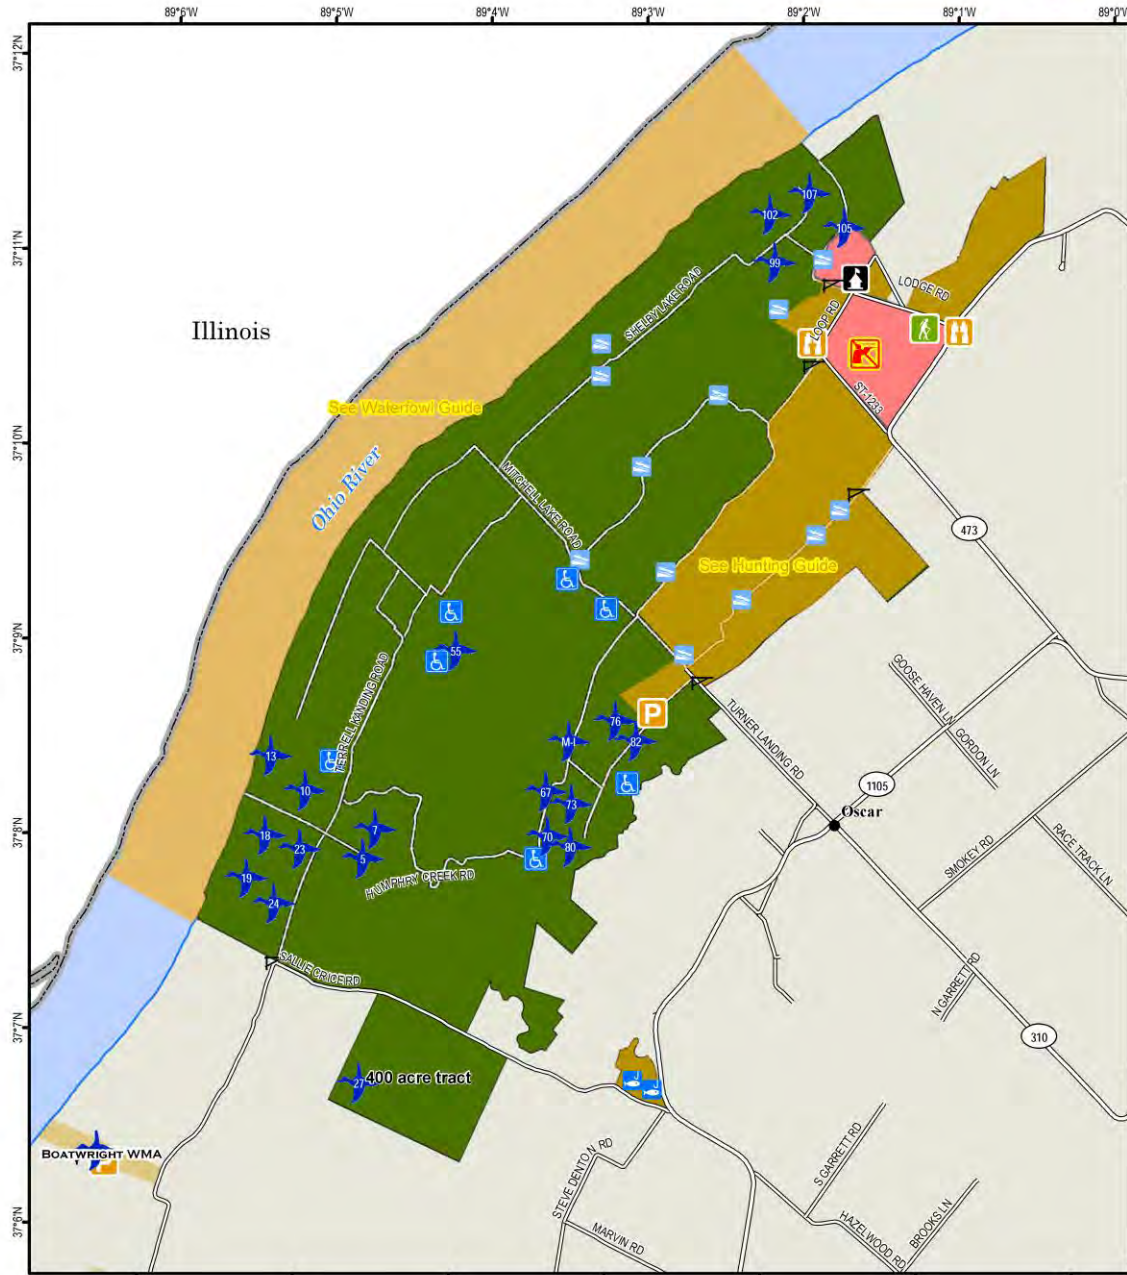 89°6'W
89°5'W
89°4'W
89°3'W
89°2'W
89°1'W
89°0'W
37°12'N
37°11'N
37°10'N
37°9'N
37°8'N
37°7'N
37°6'N
107
102
105
99
LODGE RD
SHELBY LAKE ROAD
LOOP RD
Illinois
See Waterfowl Guide
ST-1233
Ohio River
MITCHELL LAKE ROAD
473
See Hunting Guide
55
TERRELL KANDING ROAD
GOOSE HAVEN LN
P
76
TURNER LANDING RD
GORDON LN
M-I
82
13
10
1105
67
73
Oscar
18
7
70
23
5
80
SMOKEY RD
RACE TRACK LN
19
HUMPHRY CREEK RD
24
SALLIE CRICE RD
N GARRETT RD
310
27
400 acre tract
BOATWRIGHT WMA
STEVE DENTON RD
S GARRETT RD
MARVIN RD
HAZELWOOD RD
BROOKS LN